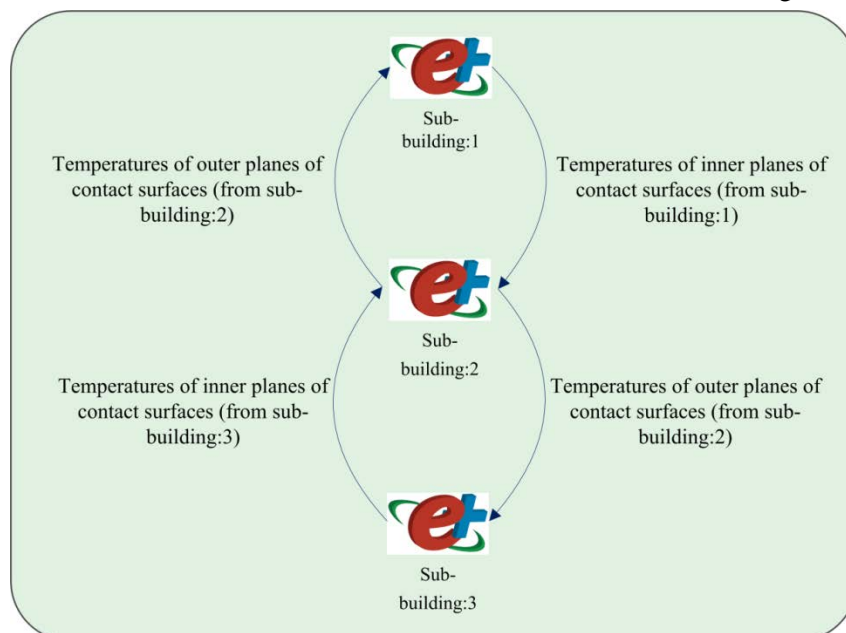 e+
Sub-
building:1
Temperatures of outer planes of
contact surfaces (from sub-
building:2)
Temperatures of inner planes of
contact surfaces (from sub-
building:1)
e+
Sub-
building:2
Temperatures of inner planes of
contact surfaces (from sub-
building:3)
Temperatures of outer planes of
contact surfaces (from sub-
building:2)
e+
Sub-
building:3